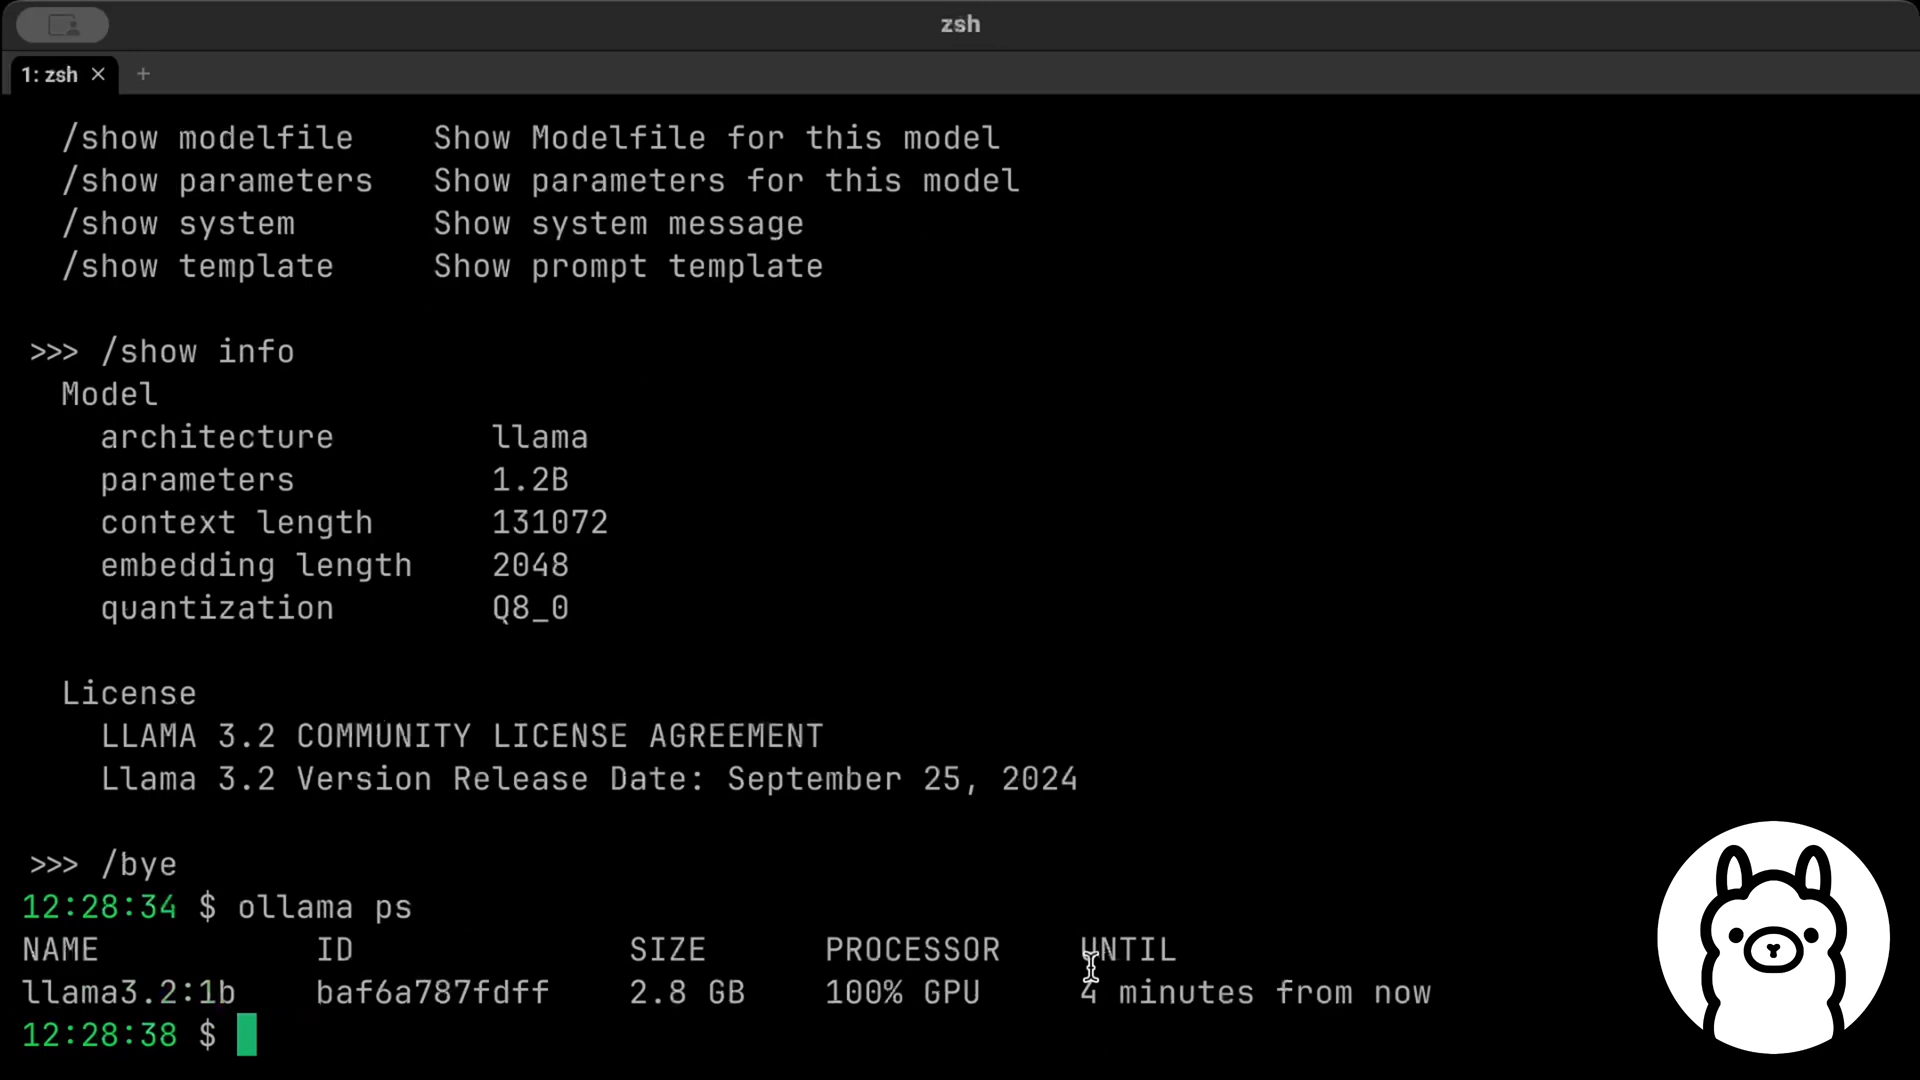 zsh
1: zsh × +
/show modelfile Show Modelfile for this model
/show parameters Show parameters for this model
/show system Show system message
/show template Show prompt template
>>> /show info
Model
architecture llama
parameters 1.2B
context length 131072
embedding length 2048
quantization Q8_0
License
LLAMA 3.2 COMMUNITY LICENSE AGREEMENT
Llama 3.2 Version Release Date: September 25, 2024
>>> /bye
12:28:34 $ ollama ps
NAME ID SIZE PROCESSOR UNTIL
llama3.2:1b baf6a787fdff 2.8 GB 100% GPU 4 minutes from now
12:28:38 $